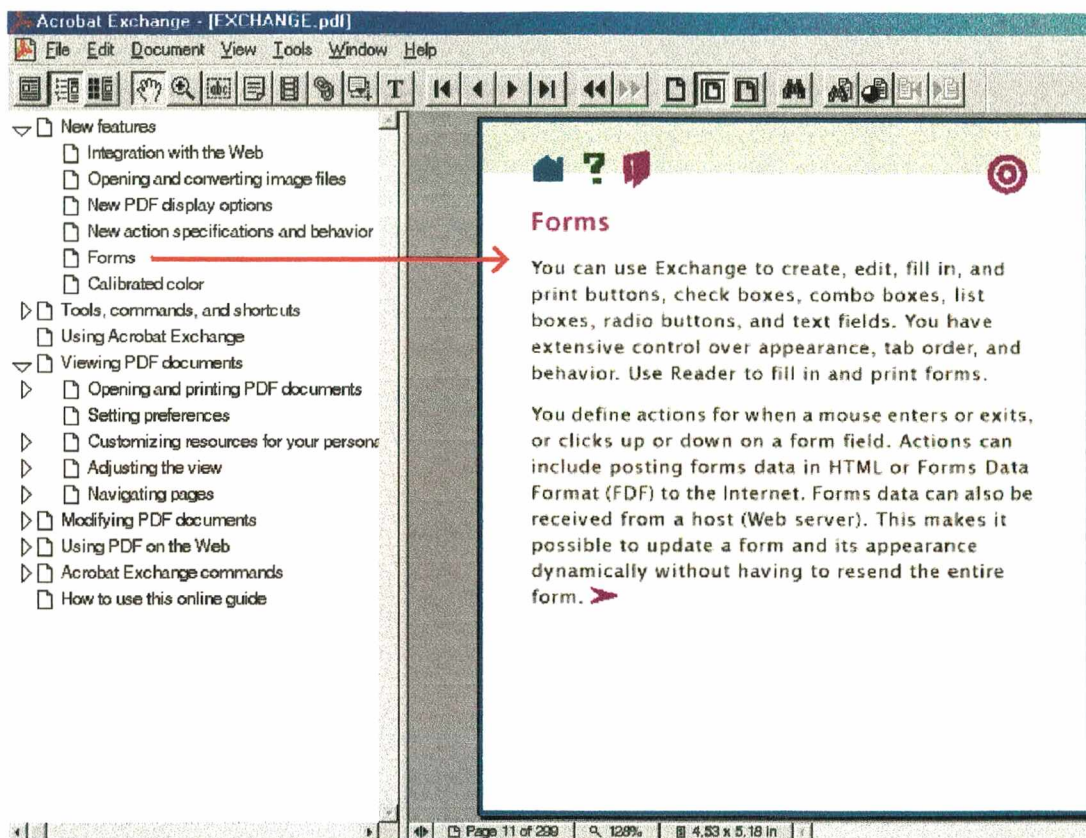 Acrobat Exchange - [EXCHANGE.pdf]
File Edit Document View Tools Window Help
New features
Integration with the Web
Opening and converting image files
New PDF display options
New action specifications and behavior
Forms
Calibrated color
Tools, commands, and shortcuts
Using Acrobat Exchange
Viewing PDF documents
Opening and printing PDF documents
Setting preferences
Customizing resources for your persona
Adjusting the view
Navigating pages
Modifying PDF documents
Using PDF on the Web
Acrobat Exchange commands
How to use this online guide
Forms
You can use Exchange to create, edit, fill in, and
print buttons, check boxes, combo boxes, list
boxes, radio buttons, and text fields. You have
extensive control over appearance, tab order, and
behavior. Use Reader to fill in and print forms.
You define actions for when a mouse enters or exits,
or clicks up or down on a form field. Actions can
include posting forms data in HTML or Forms Data
Format (FDF) to the Internet. Forms data can also be
received from a host (Web server). This makes it
possible to update a form and its appearance
dynamically without having to resend the entire
form.
Page 11 of 299 128% 4.53 x 5.18 in